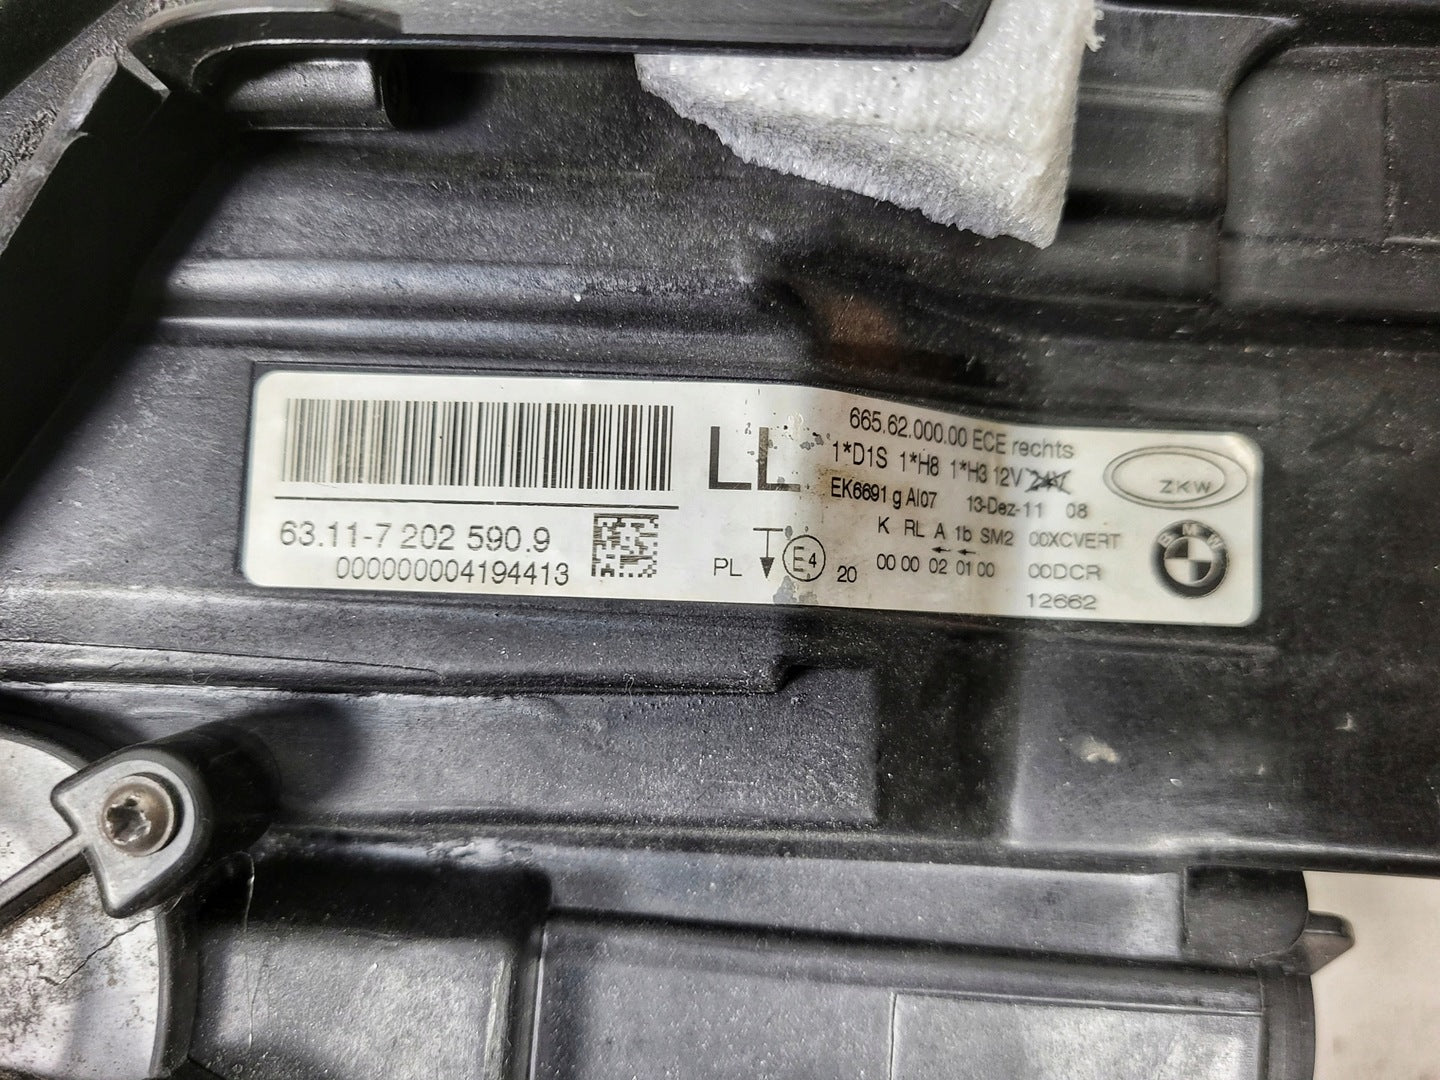 63.11-7 202 590.9
000000004194413
LL
PL E4 20
665.62.000.00 ECE rechts
1*D1S 1*H8 1*H3 12V 24V
EK6691 g AI07 13-Dez-11 08
K RL A 1b SM2 00XCVERT
00 00 02 01 00 00DCR
12662
ZKW
BMW